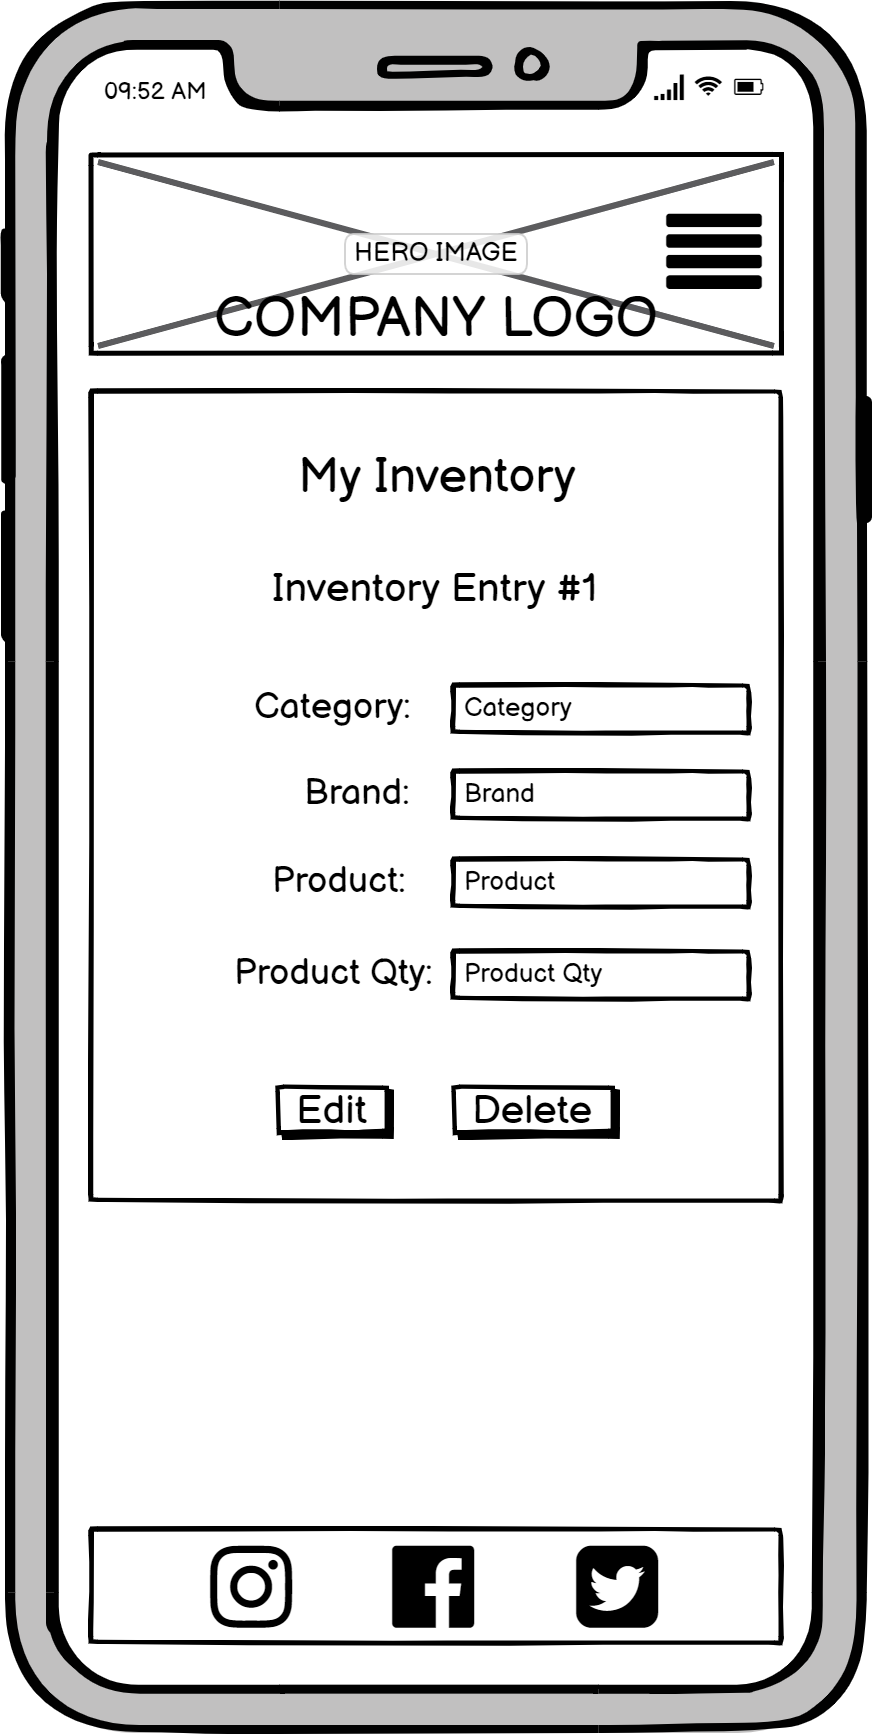 09:52 AM
HERO IMAGE
COMPANY LOGO
My Inventory
Inventory Entry #1
Category: Category
Brand: Brand
Product: Product
Product Qty: Product Qty
Edit Delete